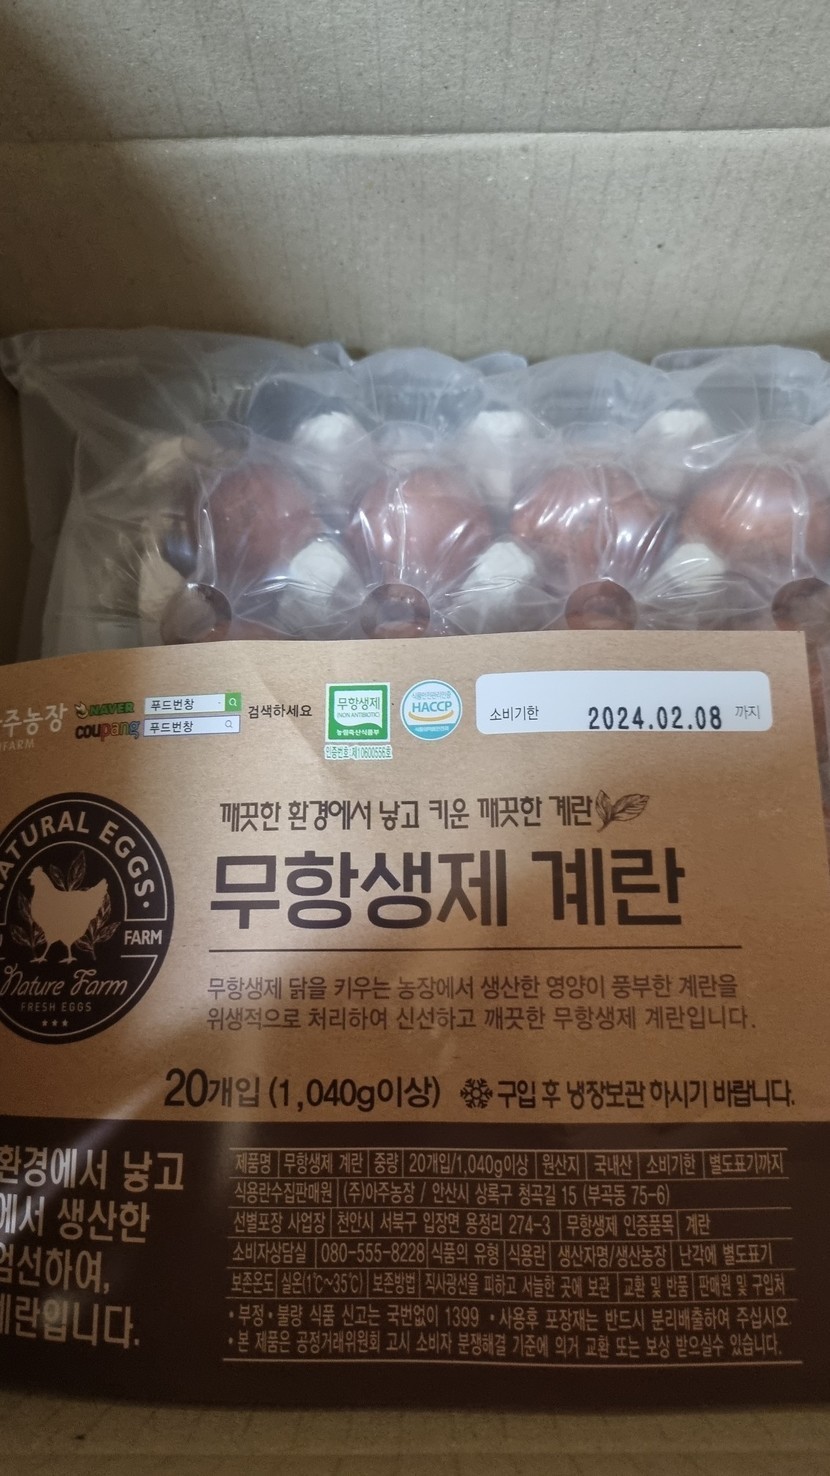 주농장
FARM
NAVER 푸드번창
coupang 푸드번창
검색하세요
무항생제
(NON ANTIBIOTIC)
농림축산식품부
인증번호:제10600556호
HACCP
소비기한 2024.02.08 까지
깨끗한 환경에서 낳고 키운 깨끗한 계란
무항생제 계란
NATURAL EGGS
FARM
Nature Farm
FRESH EGGS
무항생제 닭을 키우는 농장에서 생산한 영양이 풍부한 계란을
위생적으로 처리하여 신선하고 깨끗한 무항생제 계란입니다.
20개입 (1,040g이상) 구입 후 냉장보관 하시기 바랍니다.
환경에서 낳고
에서 생산한
엄선하여,
계란입니다.
제품명 무항생제 계란 중량 20개입/1,040g이상 원산지 국내산 소비기한 별도표기까지
식용란수집판매원 (주)아주농장 / 안산시 상록구 청곡길 15 (부곡동 75-6)
선별포장 사업장 천안시 서북구 입장면 용정리 274-3 무항생제 인증품목 계란
소비자상담실 080-555-8228 식품의 유형 식용란 생산자명/생산농장 난각에 별도표기
보존온도 실온(1℃~35℃) 보존방법 직사광선을 피하고 서늘한 곳에 보관 교환 및 반품 판매원 및 구입처
• 부정 • 불량 식품 신고는 국번없이 1399 • 사용후 포장재는 반드시 분리배출하여 주십시오
• 본 제품은 공정거래위원회 고시 소비자 분쟁해결 기준에 의거 교환 또는 보상 받으실수 있습니다.